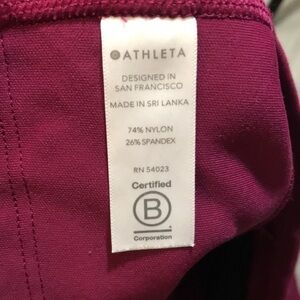 ATHLETA
DESIGNED IN
SAN FRANCISCO
MADE IN SRI LANKA
74% NYLON
26% SPANDEX
RN 54023
Certified
B
Corporation